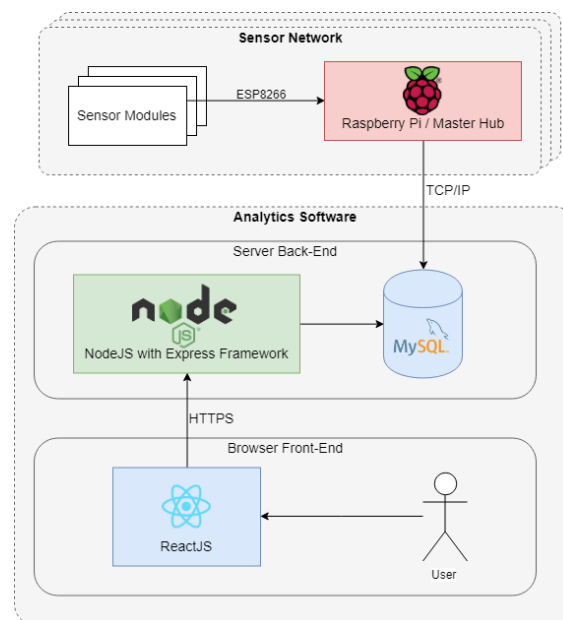 Sensor Network
ESP8266
Sensor Modules
Raspberry Pi / Master Hub
TCP/IP
Analytics Software
Server Back-End
node
JS
NodeJS with Express Framework
MySQL
HTTPS
Browser Front-End
ReactJS
User